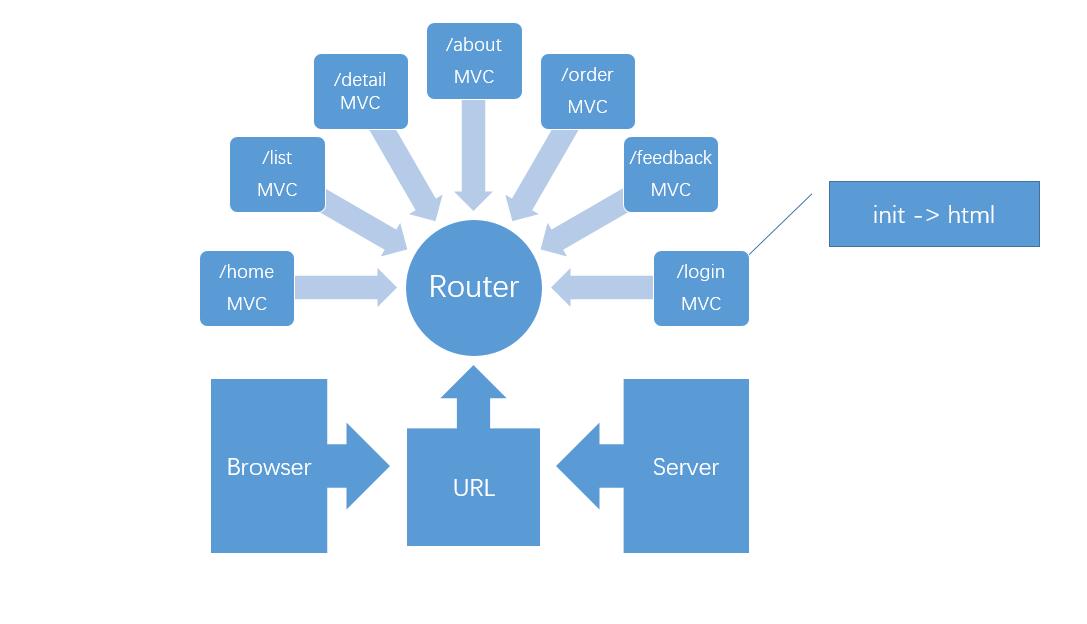 /about
MVC
/detail
MVC
/order
MVC
/list
MVC
/feedback
MVC
init -> html
/home
MVC
Router
/login
MVC
Browser
URL
Server